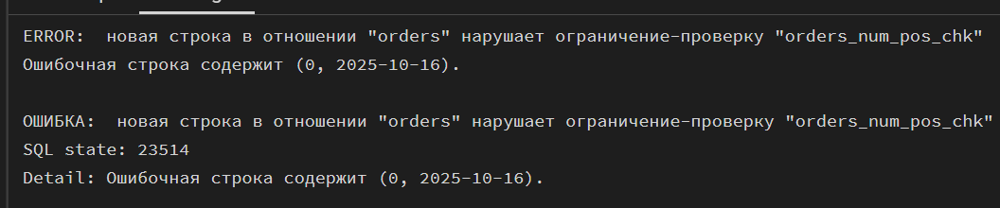 ERROR:  новая строка в отношении "orders" нарушает ограничение-проверку "orders_num_pos_chk"
Ошибочная строка содержит (0, 2025-10-16).
ОШИБКА:  новая строка в отношении "orders" нарушает ограничение-проверку "orders_num_pos_chk"
SQL state: 23514
Detail: Ошибочная строка содержит (0, 2025-10-16).